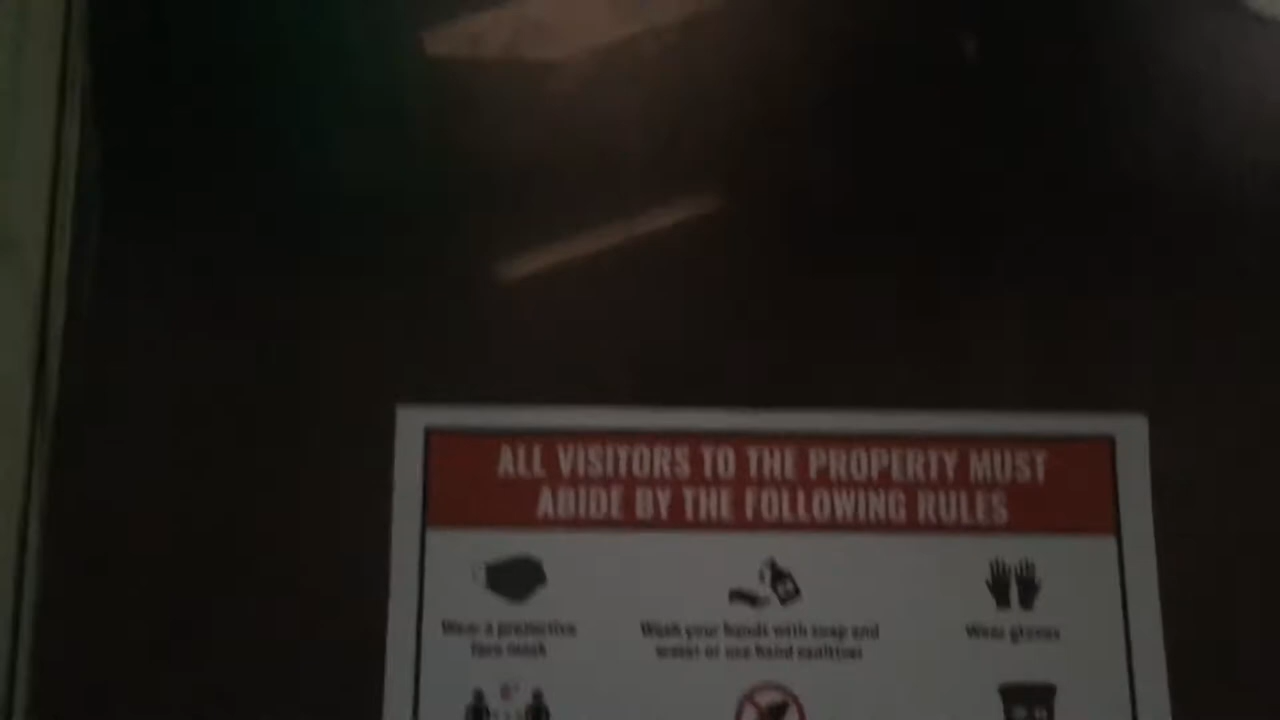 ALL VISITORS TO THE PROPERTY MUST
ABIDE BY THE FOLLOWING RULES
Wear a protective
face mask
Wash your hands with soap and
water or use hand sanitizer
Wear gloves
6'